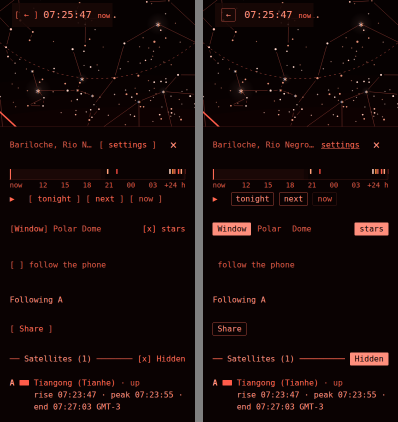 [ ← ] 07:25:47 now .
Bariloche, Rio N… [ settings ] ×
now 12 15 18 21 00 03 +24 h
▶ [ tonight ] [ next ] [ now ]
[Window] Polar Dome [x] stars
[ ] follow the phone
Following A
[ Share ]
Satellites (1) [x] Hidden
A Tiangong (Tianhe) · up
rise 07:23:47 · peak 07:23:55 ·
end 07:27:03 GMT-3
← 07:25:47 now .
Bariloche, Rio Negro… settings ×
now 12 15 18 21 00 03 +24 h
▶ tonight next now
Window Polar Dome stars
follow the phone
Following A
Share
Satellites (1) Hidden
A Tiangong (Tianhe) · up
rise 07:23:47 · peak 07:23:55 ·
end 07:27:03 GMT-3